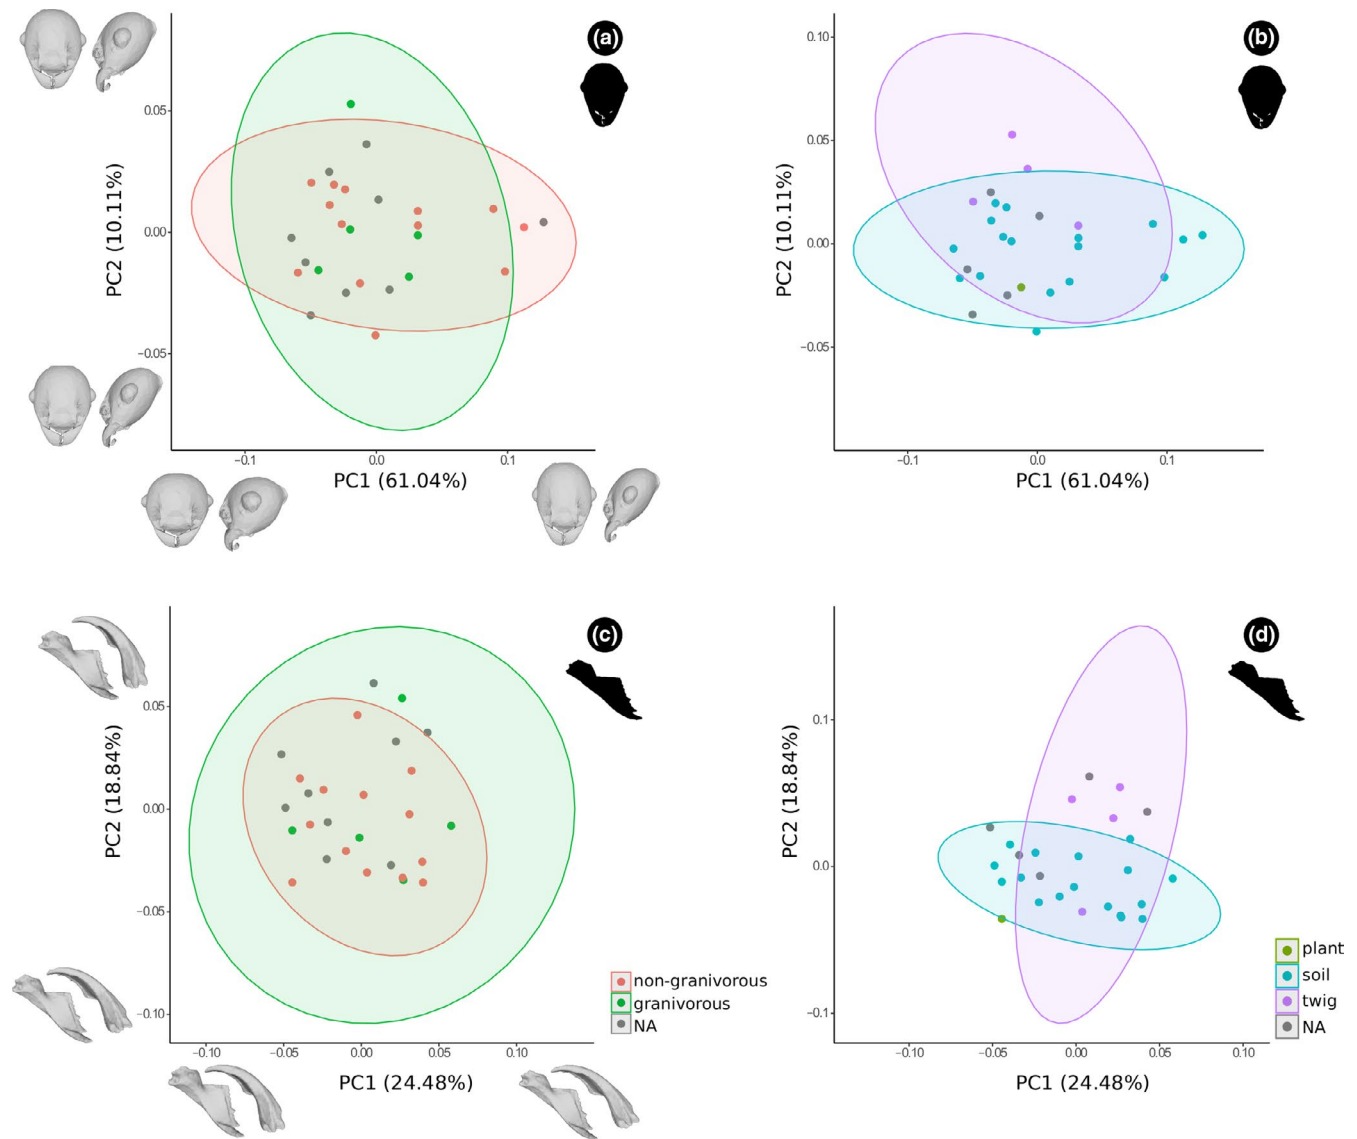 (a)
0.05
0.00
−0.05
PC2 (10.11%)
−0.1
0.0
0.1
PC1 (61.04%)
(b)
0.10
0.05
0.00
−0.05
PC2 (10.11%)
−0.1
0.0
0.1
PC1 (61.04%)
(c)
0.05
0.00
−0.05
−0.10
PC2 (18.84%)
non-granivorous
granivorous
NA
−0.10
−0.05
0.00
0.05
0.10
PC1 (24.48%)
(d)
0.1
0.0
−0.1
PC2 (18.84%)
plant
soil
twig
NA
−0.10
−0.05
0.00
0.05
0.10
PC1 (24.48%)